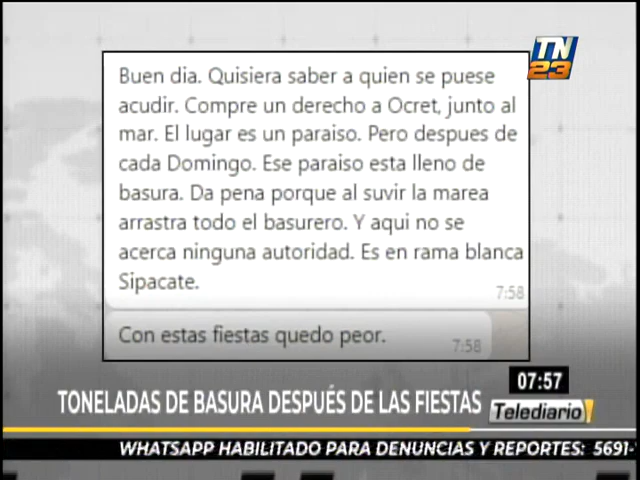 TN
23
Buen dia. Quisiera saber a quien se puese
acudir. Compre un derecho a Ocret, junto al
mar. El lugar es un paraiso. Pero despues de
cada Domingo. Ese paraiso esta lleno de
basura. Da pena porque al suvir la marea
arrastra todo el basurero. Y aqui no se
acerca ninguna autoridad. Es en rama blanca
Sipacate.
7:58
Con estas fiestas quedo peor.
7:58
07:57
TONELADAS DE BASURA DESPUÉS DE LAS FIESTAS
Telediario
WHATSAPP HABILITADO PARA DENUNCIAS Y REPORTES: 5691-